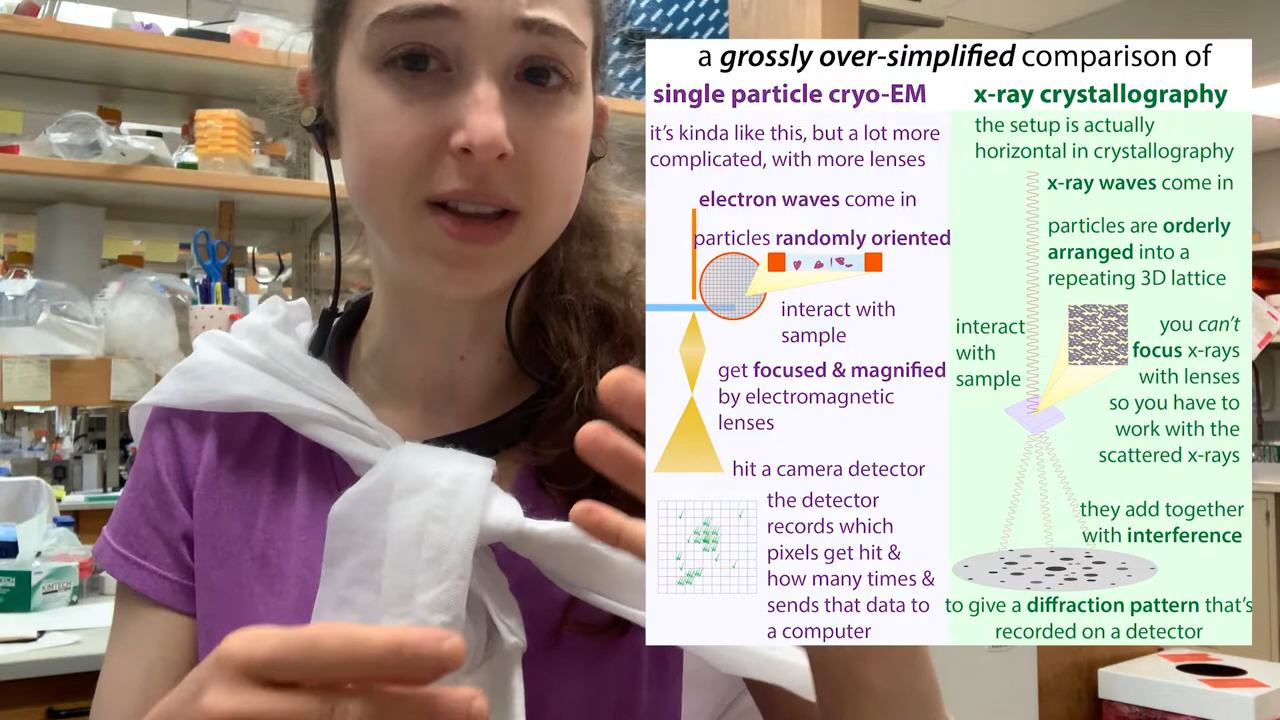 a grossly over-simplified comparison of
single particle cryo-EM
it's kinda like this, but a lot more
complicated, with more lenses
electron waves come in
particles randomly oriented
interact with
sample
get focused & magnified
by electromagnetic
lenses
hit a camera detector
the detector
records which
pixels get hit &
how many times &
sends that data to
a computer
x-ray crystallography
the setup is actually
horizontal in crystallography
x-ray waves come in
particles are orderly
arranged into a
repeating 3D lattice
interact
with
sample
you can't
focus x-rays
with lenses
so you have to
work with the
scattered x-rays
they add together
with interference
to give a diffraction pattern that's
recorded on a detector
KIMTECH